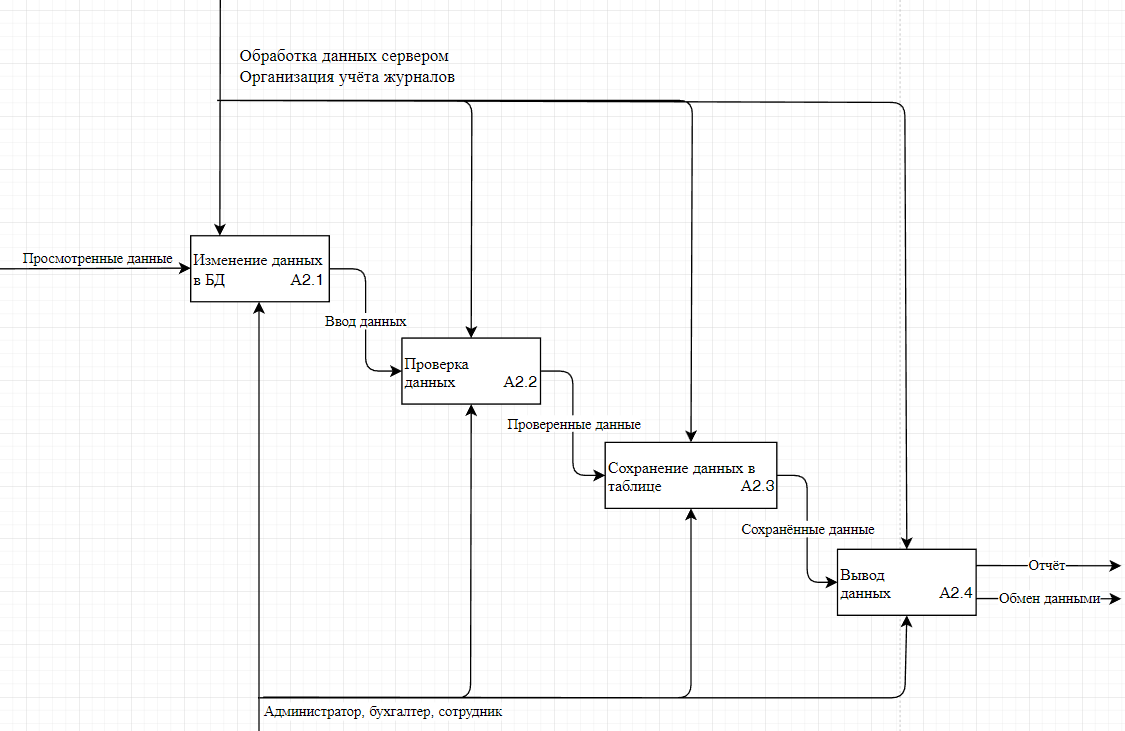 Обработка данных сервером
Организация учёта журналов
Просмотренные данные
Изменение данных
в БД A2.1
Ввод данных
Проверка
данных A2.2
Проверенные данные
Сохранение данных в
таблице A2.3
Сохранённые данные
Вывод
данных A2.4
Отчёт
Обмен данными
Администратор, бухгалтер, сотрудник